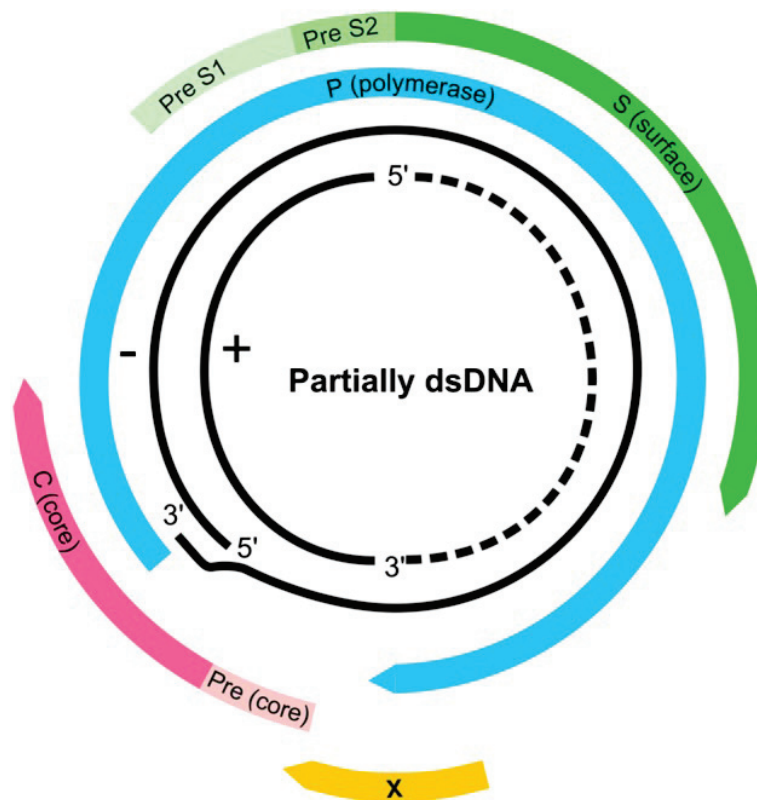 Pre S1
Pre S2
S (surface)
P (polymerase)
5'
-
+
Partially dsDNA
C (core)
3'
5'
3'
Pre (core)
X